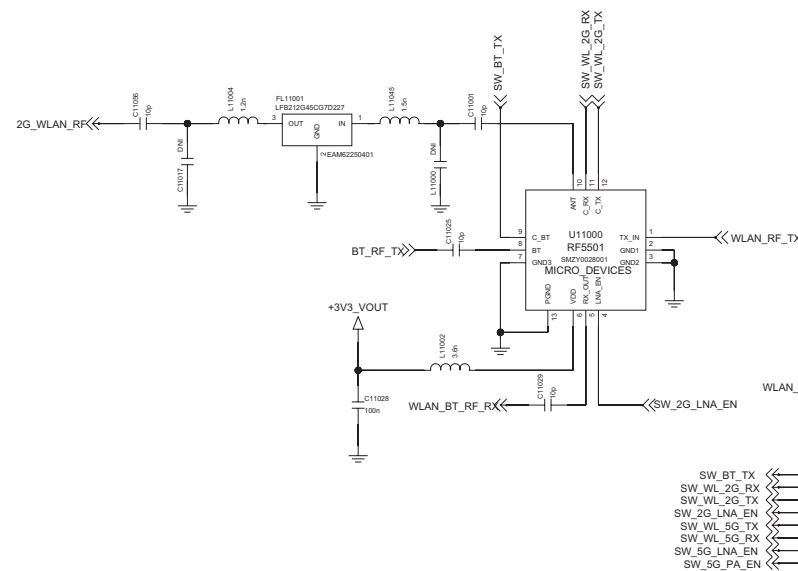 SW_BT_TX
SW_WL_2G_RX
SW_WL_2G_TX
2G_WLAN_RF
C11056
10p
L11004
1.2n
FL11001
LFB212G45CG7D227
3
OUT
GND
IN
1
2
EAM62250401
L11045
1.5n
C11001
10p
DNI
C11017
DNI
L11000
10
11
12
ANT
C_RX
C_TX
9
C_BT
8
BT
7
GND3
U11000
RF5501
SMZY0028001
MICRO_DEVICES
TX_IN
1
GND1
2
GND2
3
WLAN_RF_TX
BT_RF_TX
C11025
10p
PGND
VDD
RX_OUT
LNA_EN
13
6
5
4
+3V3_VOUT
L11002
3.6n
C11028
100n
WLAN_BT_RF_RX
C11029
10p
SW_2G_LNA_EN
WLAN_
SW_BT_TX
SW_WL_2G_RX
SW_WL_2G_TX
SW_2G_LNA_EN
SW_WL_5G_TX
SW_WL_5G_RX
SW_5G_LNA_EN
SW_5G_PA_EN